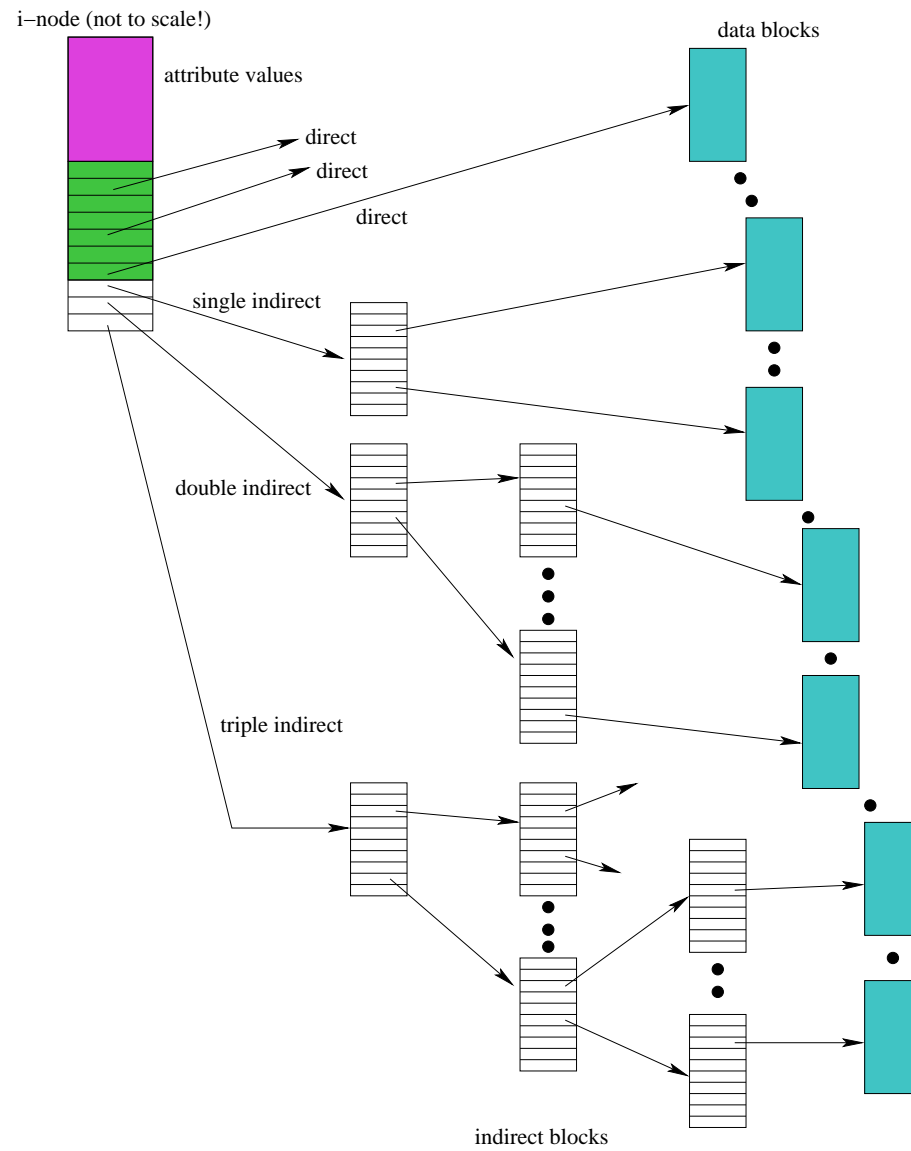 i−node (not to scale!)
data blocks
attribute values
direct
direct
direct
single indirect
double indirect
triple indirect
indirect blocks